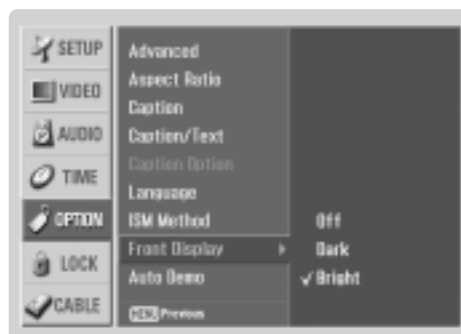 SETUP
VIDEO
AUDIO
TIME
OPTION
LOCK
CABLE
Advanced
Aspect Ratio
Caption
Caption/Text
Caption Option
Language
ISM Method
Front Display
Auto Demo
MENU Previous
Off
Dark
Bright